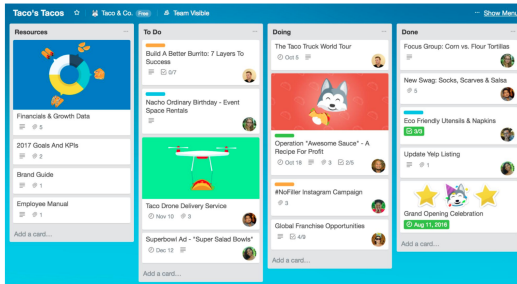 Taco's Tacos
Taco & Co. Free
Team Visible
··· Show Menu
Resources
Financials & Growth Data
5
2017 Goals And KPIs
2
Brand Guide
1
Employee Manual
1
Add a card...
To Do
Build A Better Burrito: 7 Layers To
Success
0/7
Nacho Ordinary Birthday - Event
Space Rentals
Taco Drone Delivery Service
Nov 10
3
Superbowl Ad - "Super Salad Bowls"
Dec 12
Add a card...
Doing
The Taco Truck World Tour
Oct 5
Operation "Awesome Sauce" - A
Recipe For Profit
Oct 16
3
2/5
#NoFiller Instagram Campaign
3
Global Franchise Opportunities
4/9
Add a card...
Done
Focus Group: Corn vs. Flour Tortillas
New Swag: Socks, Scarves & Salsa
5
Eco Friendly Utensils & Napkins
3/3
Update Yelp Listing
1
Grand Opening Celebration
Aug 11, 2016
Add a card...